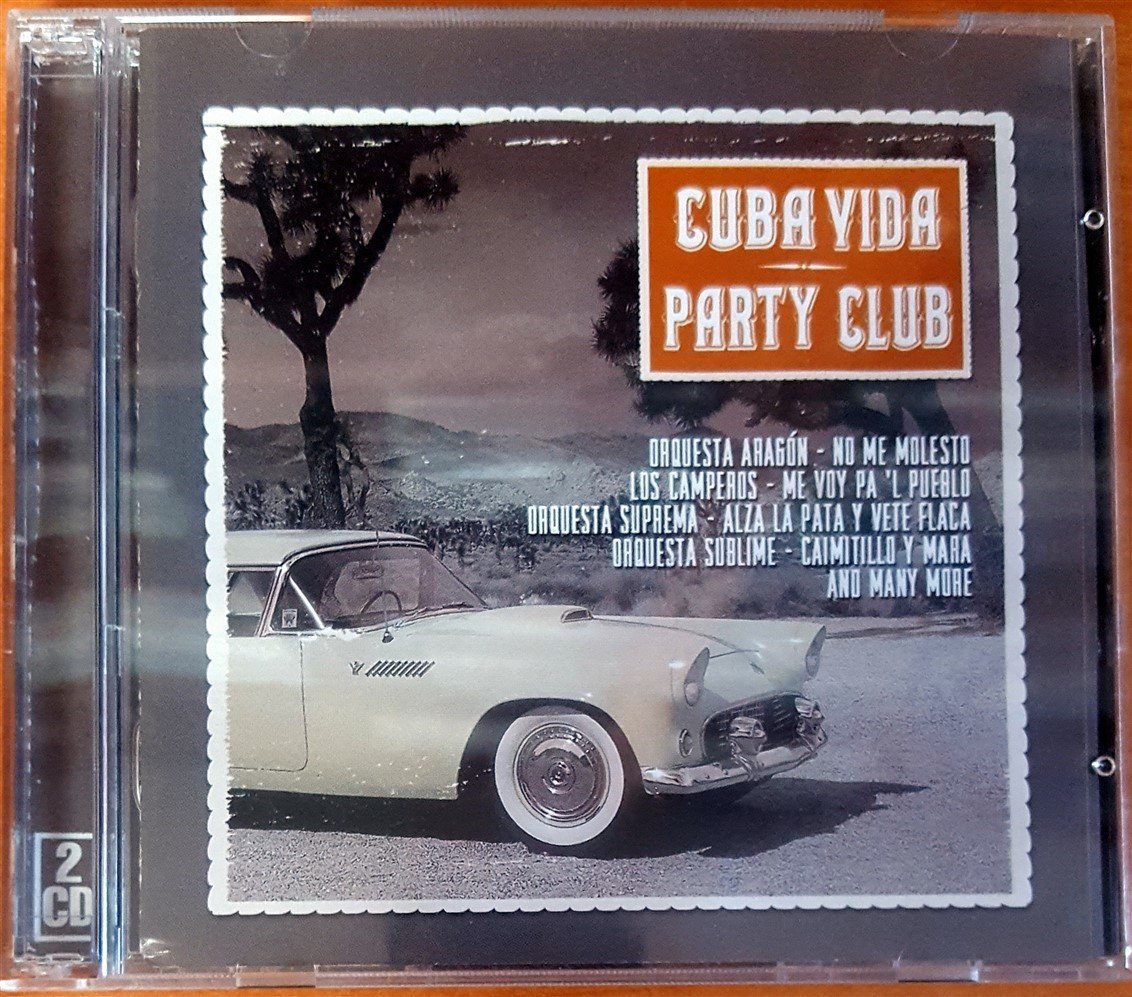 CUBA VIDA
PARTY CLUB
ORQUESTA ARAGÓN - NO ME MOLESTO
LOS CAMPEROS - ME VOY PA 'L PUEBLO
ORQUESTA SUPREMA - ALZA LA PATA Y VETE FLACA
ORQUESTA SUBLIME - CAIMITILLO Y MARA
AND MANY MORE
2
CD